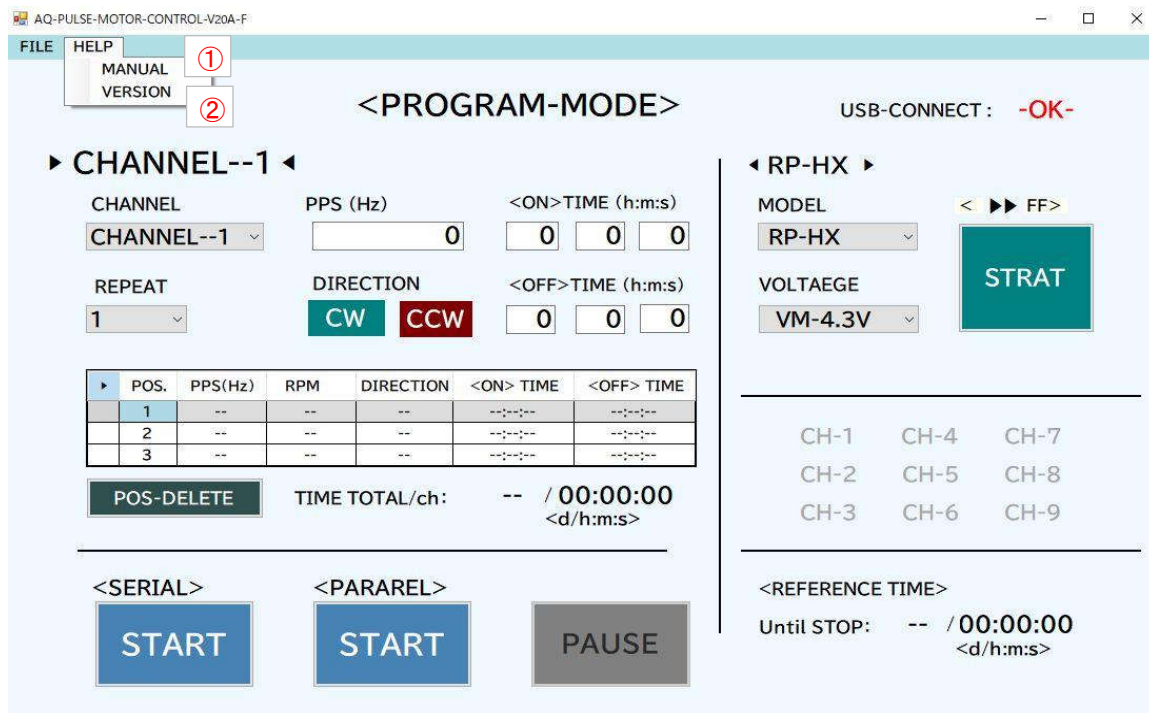 AQ-PULSE-MOTOR-CONTROL-V20A-F
FILE HELP
MANUAL ①
VERSION ②
<PROGRAM-MODE>
USB-CONNECT : -OK-
▶ CHANNEL--1 ◀
◀ RP-HX ▶
CHANNEL PPS (Hz) <ON>TIME (h:m:s)
CHANNEL--1 0 0 0 0
REPEAT DIRECTION <OFF>TIME (h:m:s)
1 CW CCW 0 0 0
MODEL < ▶▶ FF>
RP-HX
STRAT
VOLTAEGE
VM-4.3V
POS. PPS(Hz) RPM DIRECTION <ON> TIME <OFF> TIME
1 -- -- -- --:--:-- --:--:--
2 -- -- -- --:--:-- --:--:--
3 -- -- -- --:--:-- --:--:--
POS-DELETE TIME TOTAL/ch: -- / 00:00:00
<d/h:m:s>
CH-1 CH-4 CH-7
CH-2 CH-5 CH-8
CH-3 CH-6 CH-9
<SERIAL> <PARAREL>
START START PAUSE
<REFERENCE TIME>
Until STOP: -- / 00:00:00
<d/h:m:s>